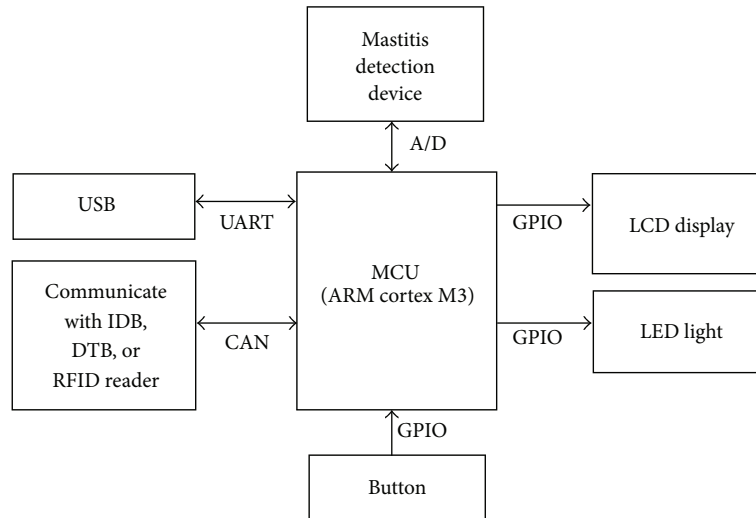 Mastitis
detection
device
A/D
USB
UART
GPIO
LCD display
MCU
(ARM cortex M3)
Communicate
with IDB,
DTB, or
RFID reader
CAN
GPIO
LED light
GPIO
Button